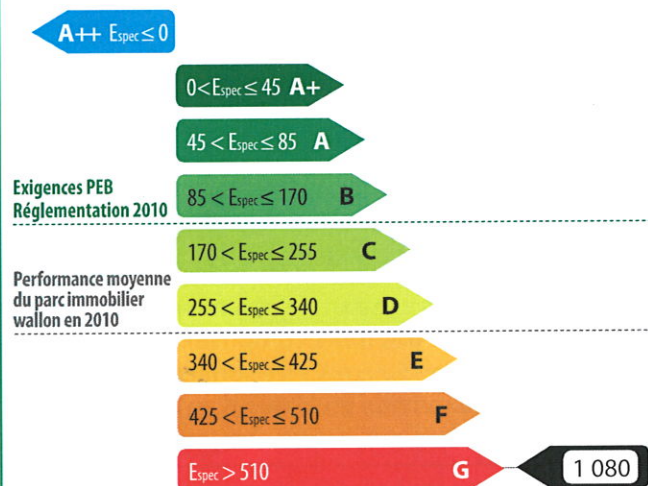 A++ Espec ≤ 0
0 < Espec ≤ 45 A+
45 < Espec ≤ 85 A
Exigences PEB
Réglementation 2010
85 < Espec ≤ 170 B
170 < Espec ≤ 255 C
Performance moyenne
du parc immobilier
wallon en 2010
255 < Espec ≤ 340 D
340 < Espec ≤ 425 E
425 < Espec ≤ 510 F
Espec > 510 G
1 080